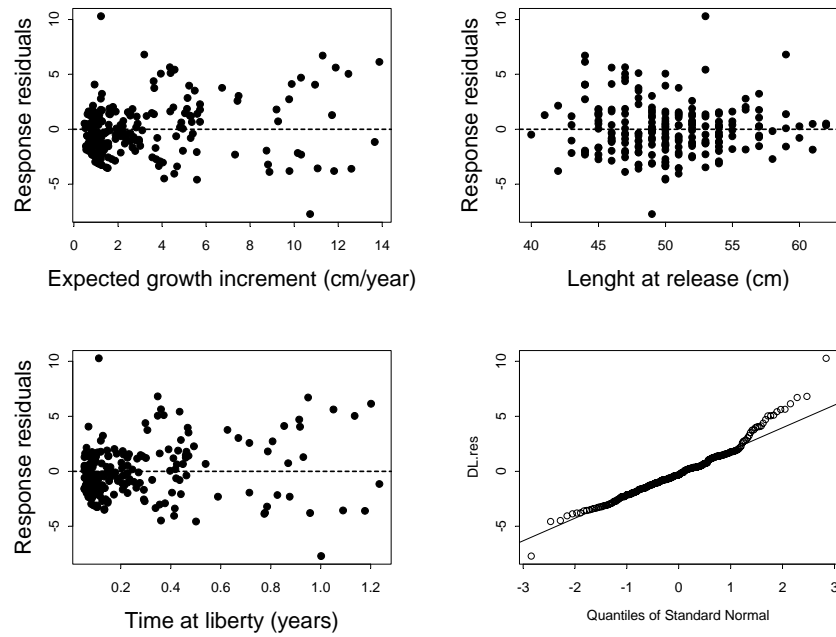 Response residuals
10
5
0
-5
0 2 4 6 8 10 12 14
Expected growth increment (cm/year)
Response residuals
10
5
0
-5
40 45 50 55 60
Lenght at release (cm)
Response residuals
10
5
0
-5
0.2 0.4 0.6 0.8 1.0 1.2
Time at liberty (years)
DL.res
10
5
0
-5
-3 -2 -1 0 1 2 3
Quantiles of Standard Normal